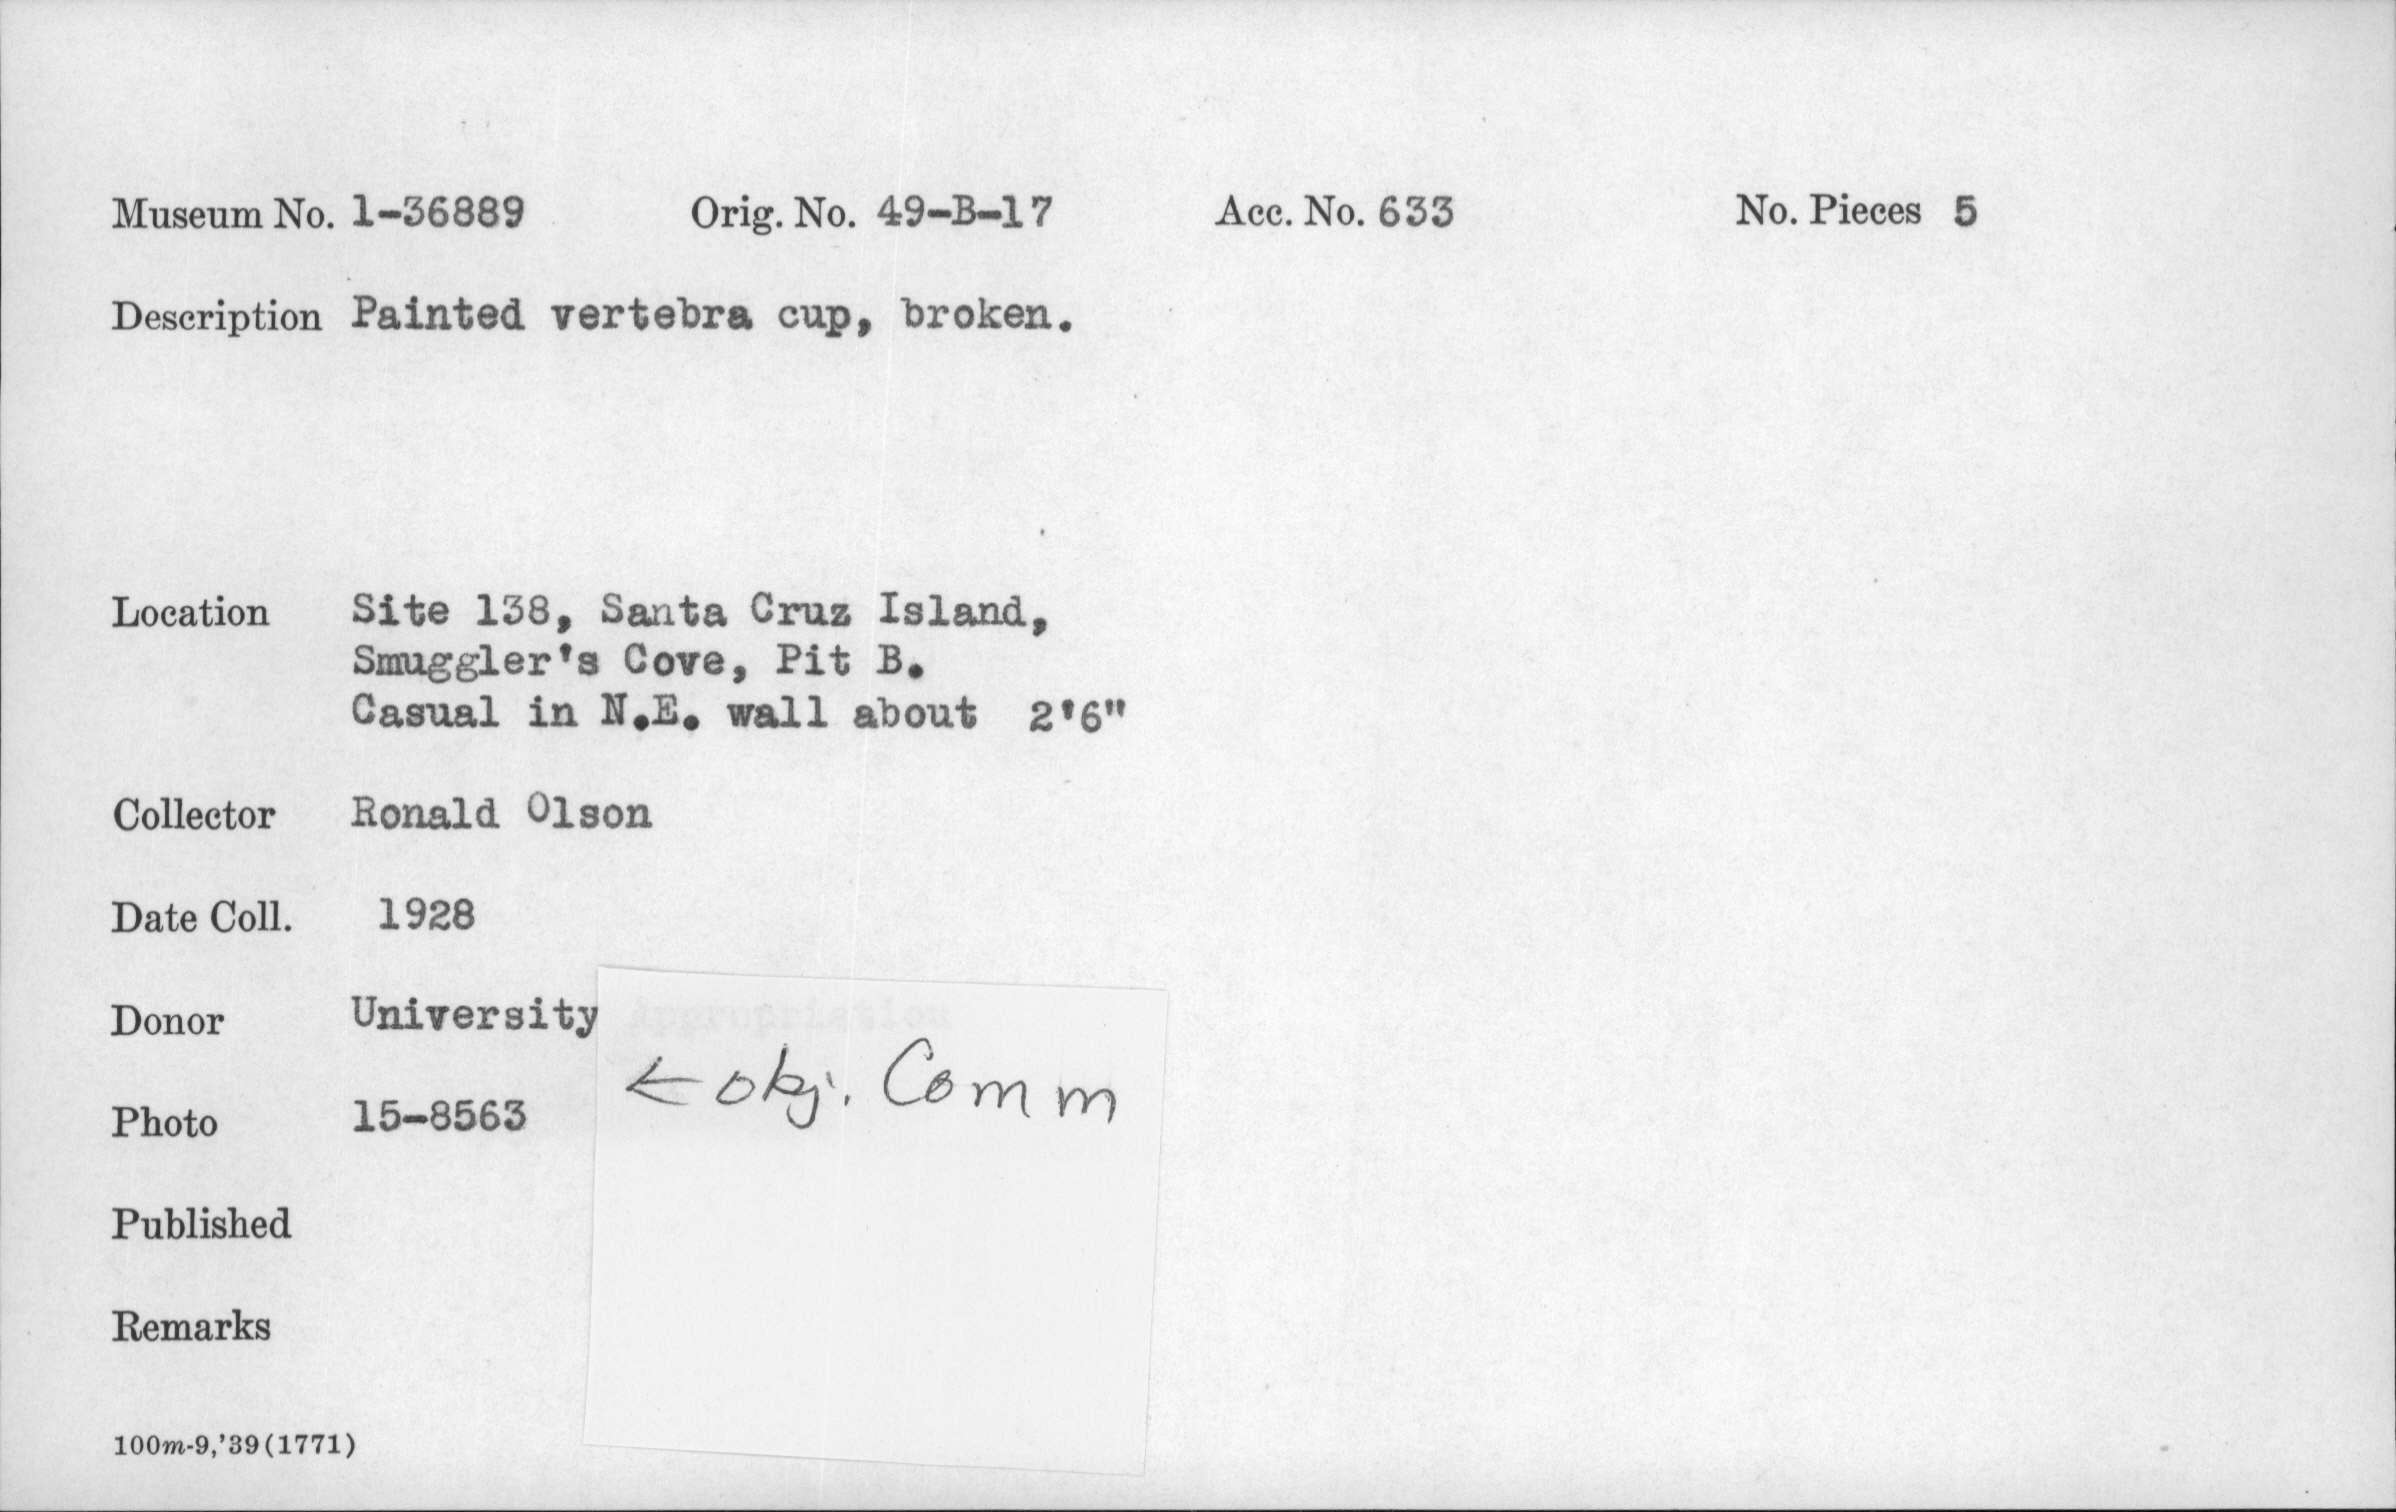 Museum No. 1-36889 Orig. No. 49-B-17 Acc. No. 633 No. Pieces 5
Description Painted vertebra cup, broken.
Location Site 138, Santa Cruz Island,
Smuggler's Cove, Pit B.
Casual in N.E. wall about 2'6"
Collector Ronald Olson
Date Coll. 1928
Donor University Appropriation
← obj. Comm
Photo 15-8563
Published
Remarks
100m-9,'39(1771)